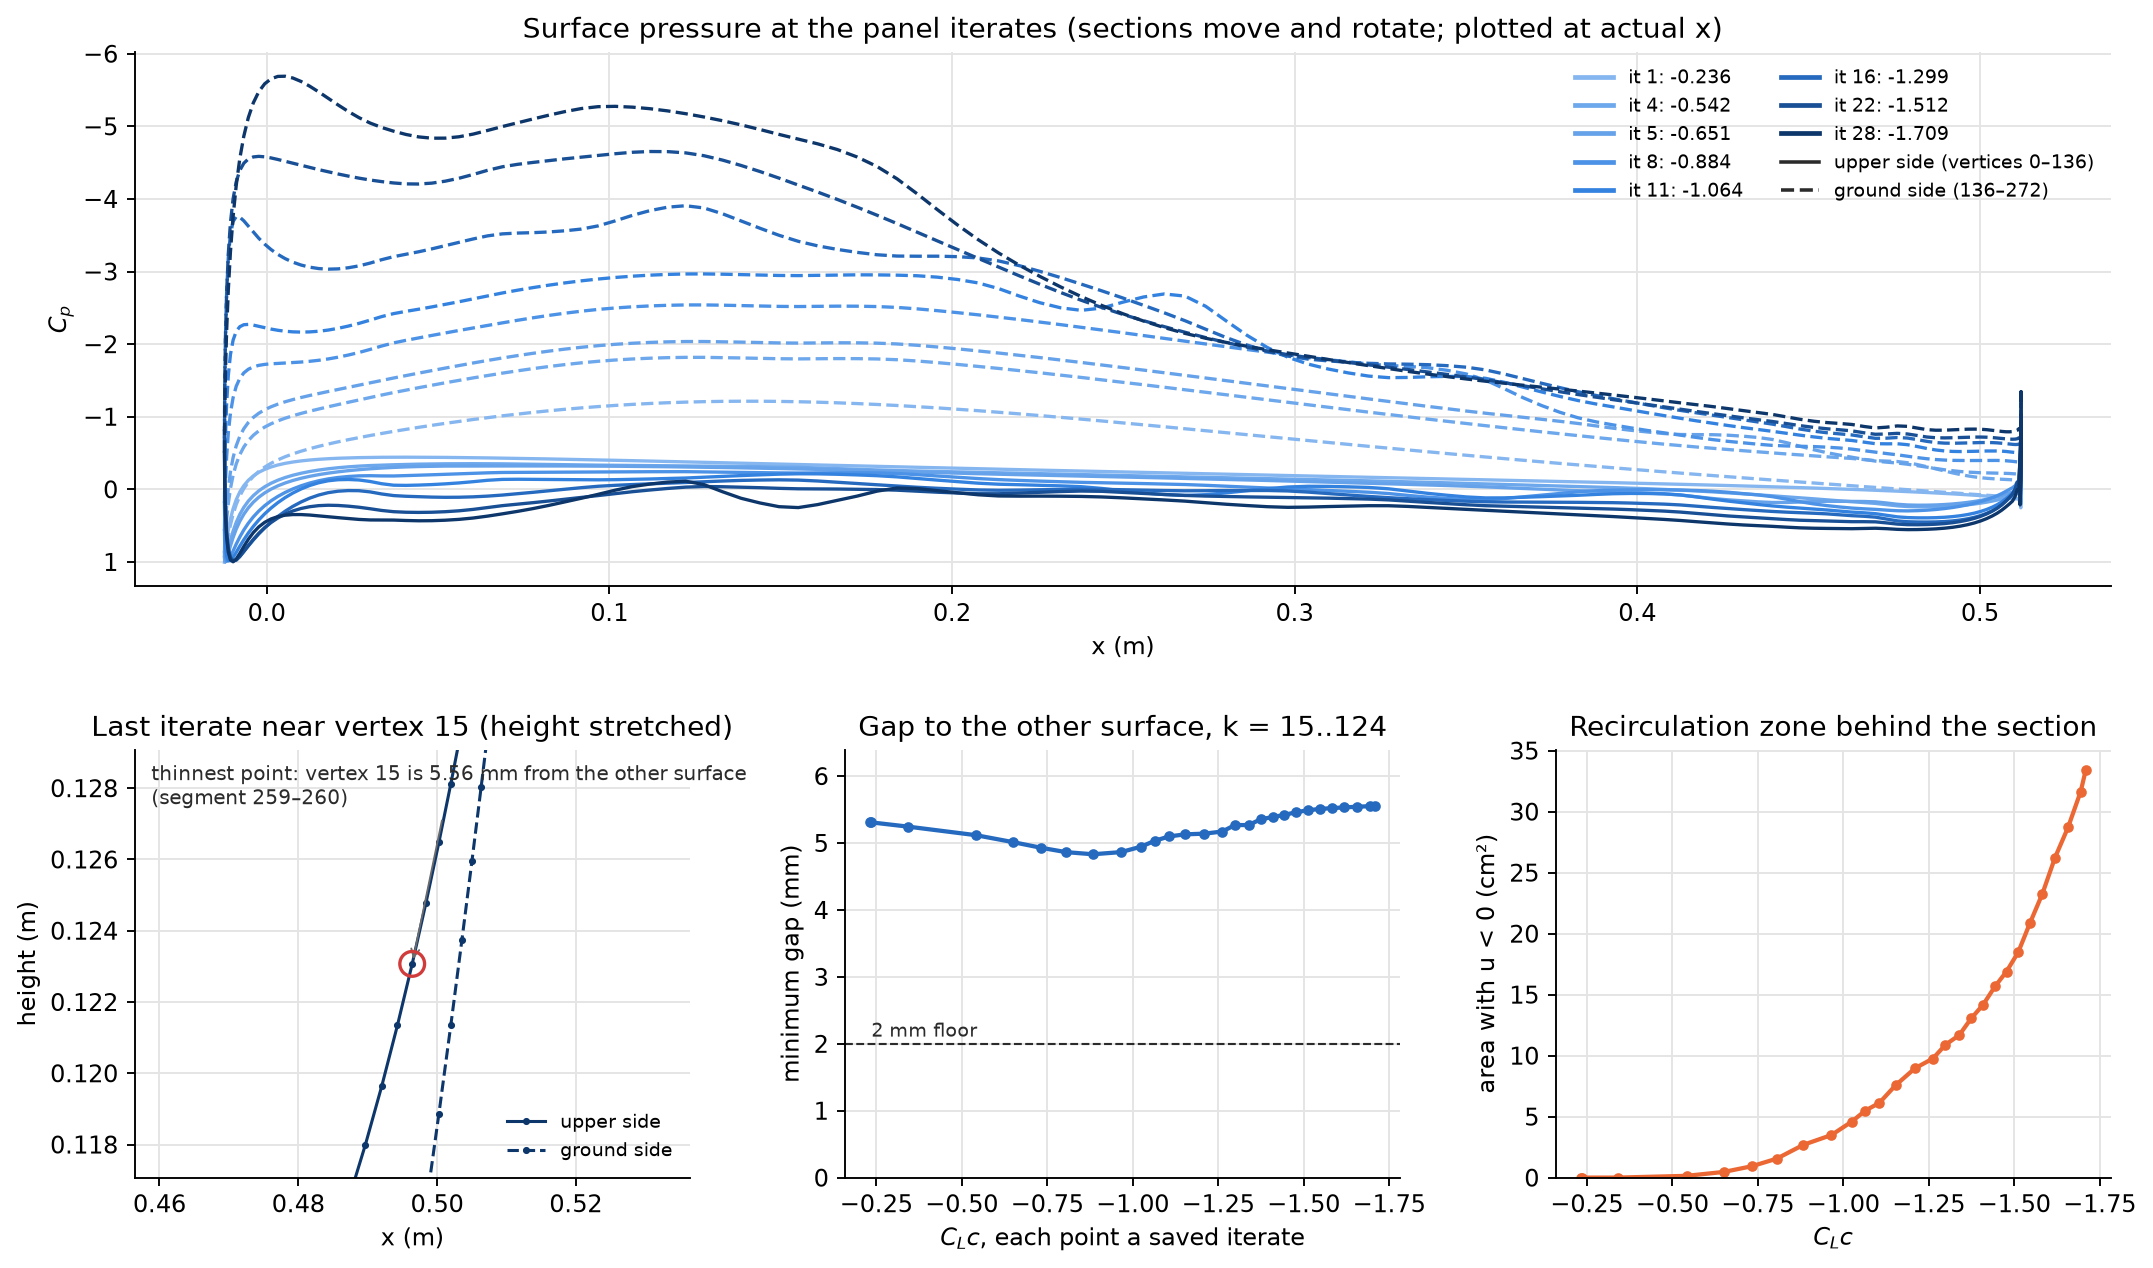 Surface pressure at the panel iterates (sections move and rotate; plotted at actual x)
−6
−5
−4
−3
−2
−1
0
1
Cp
0.0 0.1 0.2 0.3 0.4 0.5
x (m)
it 1: -0.236
it 4: -0.542
it 5: -0.651
it 8: -0.884
it 11: -1.064
it 16: -1.299
it 22: -1.512
it 28: -1.709
upper side (vertices 0–136)
ground side (136–272)
Last iterate near vertex 15 (height stretched)
thinnest point: vertex 15 is 5.56 mm from the other surface
(segment 259–260)
0.128
0.126
0.124
0.122
0.120
0.118
height (m)
upper side
ground side
0.46 0.48 0.50 0.52
x (m)
Gap to the other surface, k = 15..124
6
5
4
3
2
1
0
minimum gap (mm)
2 mm floor
−0.25 −0.50 −0.75 −1.00 −1.25 −1.50 −1.75
CLc, each point a saved iterate
Recirculation zone behind the section
35
30
25
20
15
10
5
0
area with u < 0 (cm²)
−0.25 −0.50 −0.75 −1.00 −1.25 −1.50 −1.75
CLc